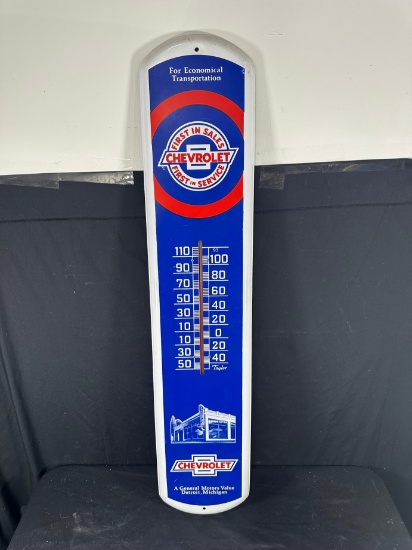 For Economical
Transportation
FIRST IN SALES
CHEVROLET
FIRST IN SERVICE
110
100
90
80
70
60
50
40
30
20
10
0
10
20
30
40
50
Taylor
CHEVROLET
A General Motors Value
Detroit, Michigan